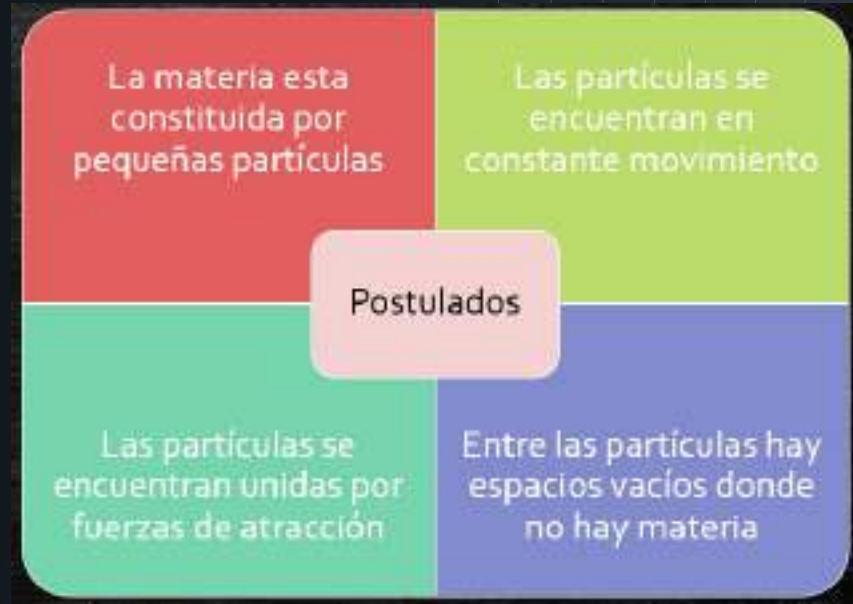 La materia esta
constituida por
pequeñas partículas
Las partículas se
encuentran en
constante movimiento
Postulados
Las partículas se
encuentran unidas por
fuerzas de atracción
Entre las partículas hay
espacios vacíos donde
no hay materia